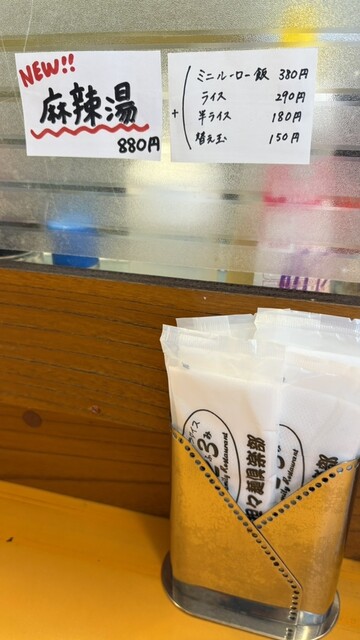 NEW!!
麻辣湯
880円
+
ミニルーロー飯 380円
ライス 290円
半ライス 180円
替え玉 150円